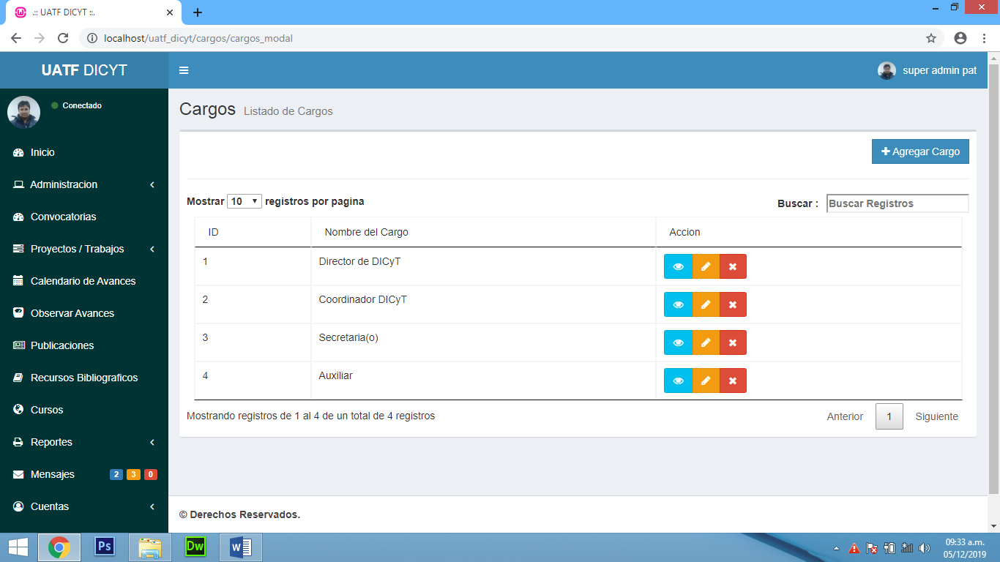 .:: UATF DICYT ::.
localhost/uatf_dicyt/cargos/cargos_modal
UATF DICYT
super admin pat
Conectado
Inicio
Administracion
Convocatorias
Proyectos / Trabajos
Calendario de Avances
Observar Avances
Publicaciones
Recursos Bibliograficos
Cursos
Reportes
Mensajes 2 3 0
Cuentas
Cargos Listado de Cargos
Agregar Cargo
Mostrar 10 registros por pagina
Buscar : Buscar Registros
ID Nombre del Cargo Accion
1 Director de DICyT
2 Coordinador DICyT
3 Secretaria(o)
4 Auxiliar
Mostrando registros de 1 al 4 de un total de 4 registros
Anterior 1 Siguiente
© Derechos Reservados.
Ps
Dw
W
09:33 a.m.
05/12/2019